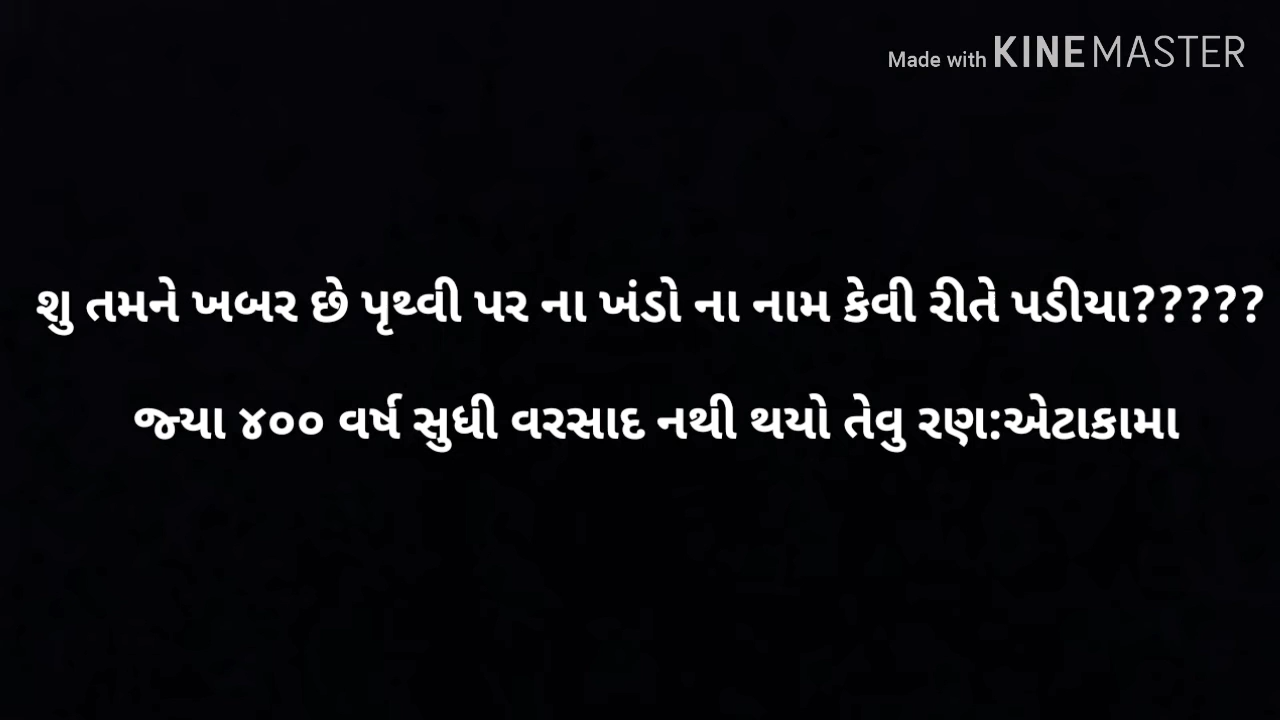 Made with KINEMASTER
શુ તમને ખબર છે પૃથ્વી પર ના ખંડો ના નામ કેવી રીતે પડીયા?????
જ્યા ૪૦૦ વર્ષ સુધી વરસાદ નથી થયો તેવુ રણ:એટાકામા